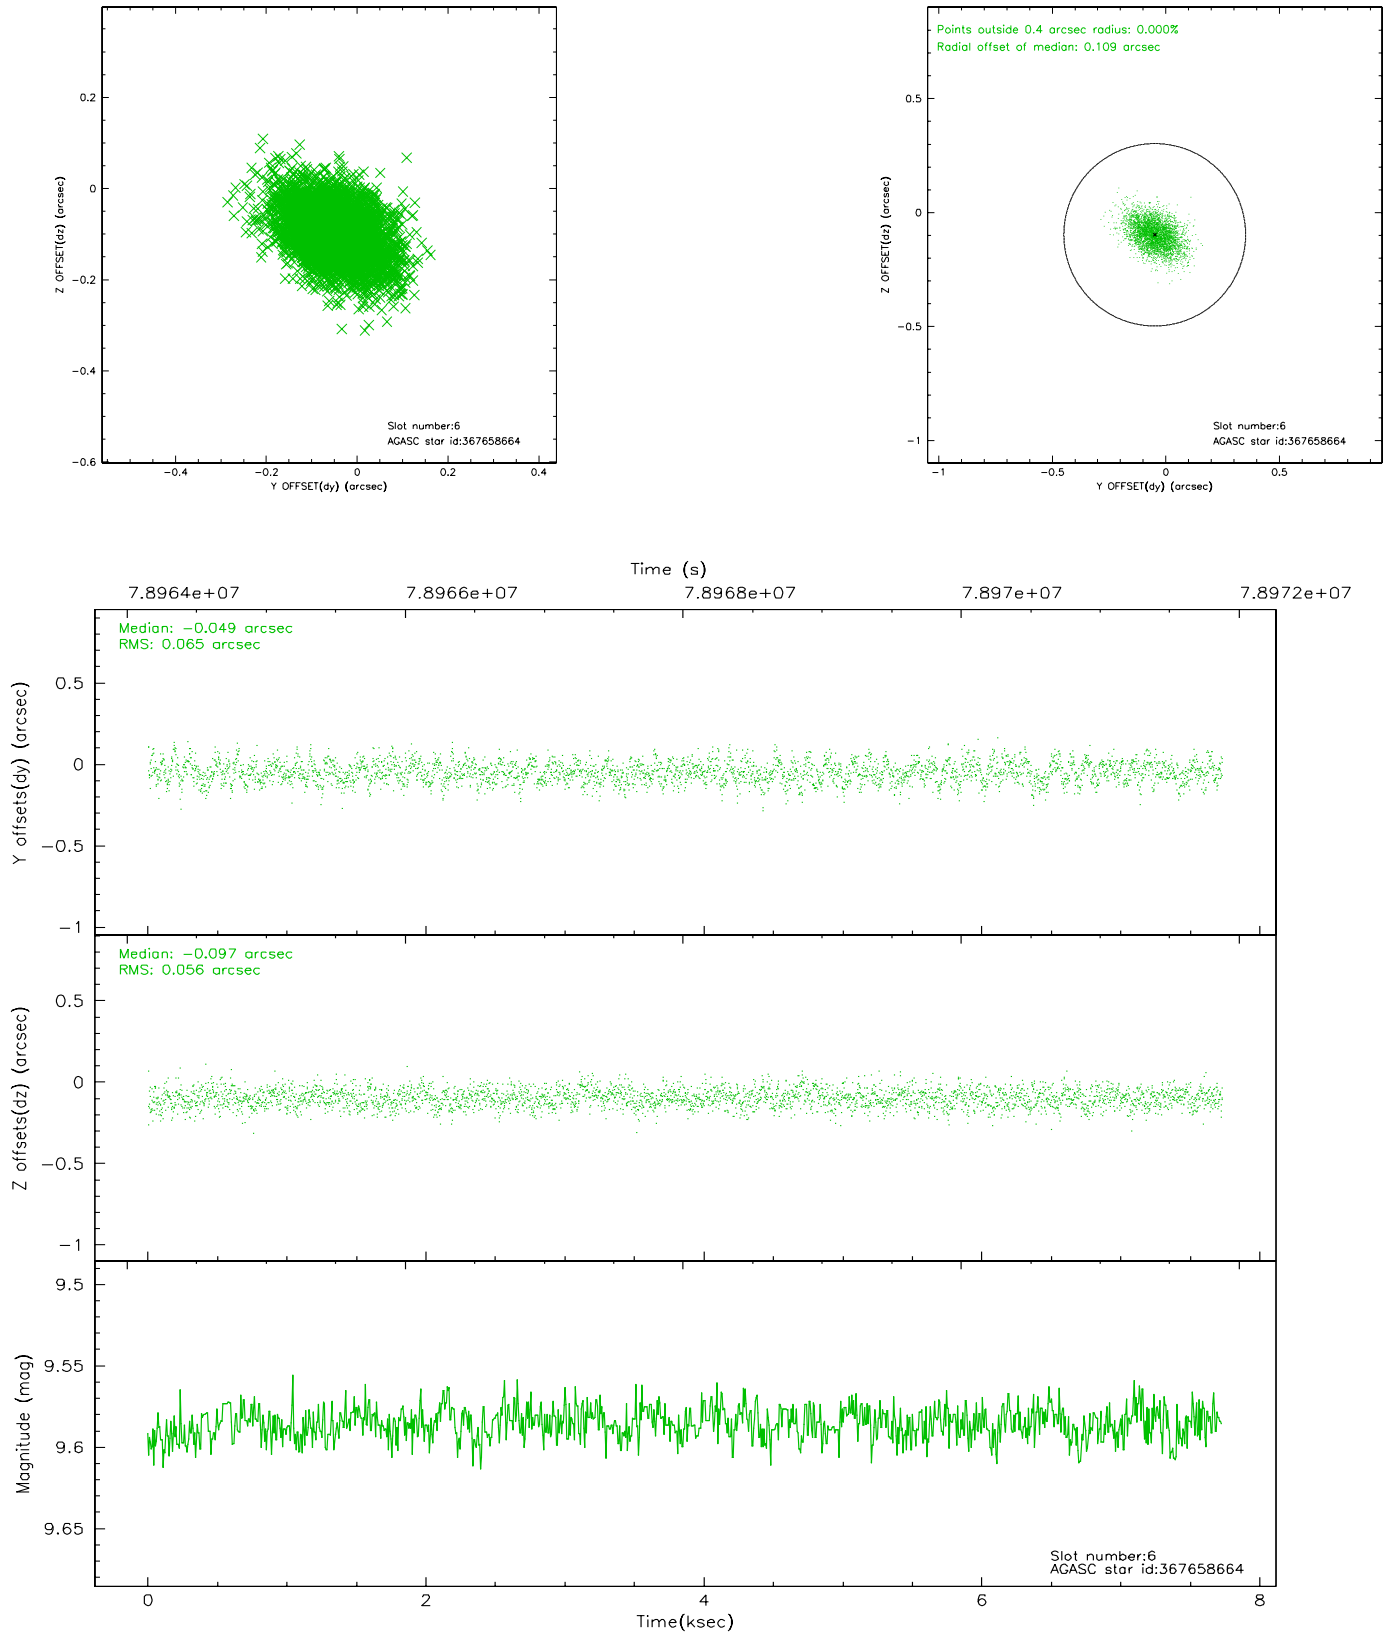 0.2
0
−0.2
−0.4
−0.6
Z OFFSET(dz) (arcsec)
Slot number:6
AGASC star id:367658664
−0.4 −0.2 0 0.2 0.4
Y OFFSET(dy) (arcsec)
Points outside 0.4 arcsec radius: 0.000%
Radial offset of median: 0.109 arcsec
0.5
0
−0.5
−1
Z OFFSET(dz) (arcsec)
Slot number:6
AGASC star id:367658664
−1 −0.5 0 0.5
Y OFFSET(dy) (arcsec)
Time (s)
7.8964e+07 7.8966e+07 7.8968e+07 7.897e+07 7.8972e+07
Median: −0.049 arcsec
RMS: 0.065 arcsec
0.5
0
−0.5
−1
Y offsets(dy) (arcsec)
Median: −0.097 arcsec
RMS: 0.056 arcsec
0.5
0
−0.5
−1
Z offsets(dz) (arcsec)
9.5
9.55
9.6
9.65
Magnitude (mag)
Slot number:6
AGASC star id:367658664
0 2 4 6 8
Time(ksec)